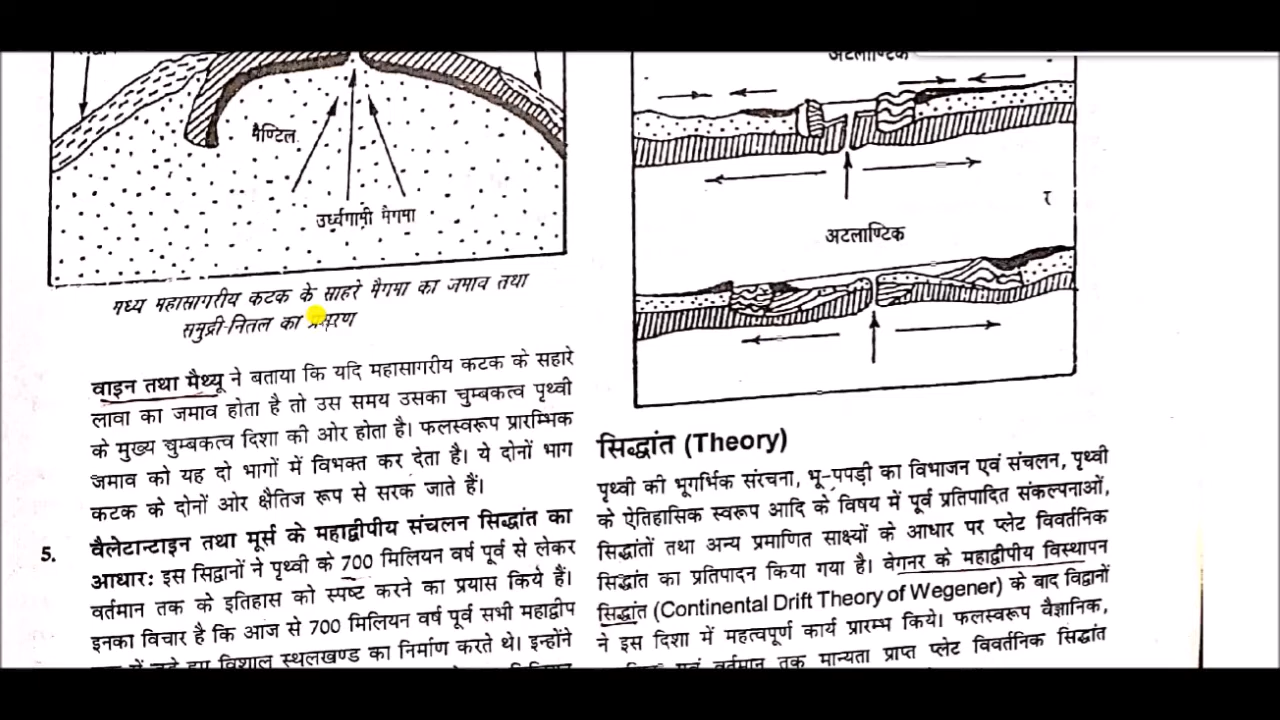 मैण्टिल
उर्ध्वगामी मैगमा
मध्य महासागरीय कटक के साहरे मैगमा का जमाव तथा
समुद्री-नितल का प्रसरण
वाइन तथा मैथ्यू ने बताया कि यदि महासागरीय कटक के सहारे
लावा का जमाव होता है तो उस समय उसका चुम्बकत्व पृथ्वी
के मुख्य चुम्बकत्व दिशा की ओर होता है। फलस्वरूप प्रारम्भिक
जमाव को यह दो भागों में विभक्त कर देता है। ये दोनों भाग
कटक को दोनों ओर क्षैतिज रूप से सरक जाते हैं।
5. वैलेटान्टाइन तथा मूर्स के महाद्वीपीय संचलन सिद्धांत का
आधार: इस सिद्वानों ने पृथ्वी के 700 मिलियन वर्ष पूर्व से लेकर
वर्तमान तक के इतिहास को स्पष्ट करने का प्रयास किये हैं।
इनका विचार है कि आज से 700 मिलियन वर्ष पूर्व सभी महाद्वीप
विशाल स्थलखण्ड का निर्माण करते थे। इन्होंने
अटलाण्टिक
र
अटलाण्टिक
सिद्धांत (Theory)
पृथ्वी की भूगर्भिक संरचना, भू-पपड़ी का विभाजन एवं संचलन, पृथ्वी
के ऐतिहासिक स्वरूप आदि के विषय में पूर्व प्रतिपादित संकल्पनाओं,
सिद्धांतों तथा अन्य प्रमाणित साक्ष्यों के आधार पर प्लेट विवर्तनिक
सिद्धांत का प्रतिपादन किया गया है। वेगनर के महाद्वीपीय विस्थापन
सिद्धांत (Continental Drift Theory of Wegener) के बाद विद्वानों
ने इस दिशा में महत्वपूर्ण कार्य प्रारम्भ किये। फलस्वरूप वैज्ञानिक,
एवं वर्तमान तक मान्यता प्राप्त प्लेट विवर्तनिक सिद्धांत